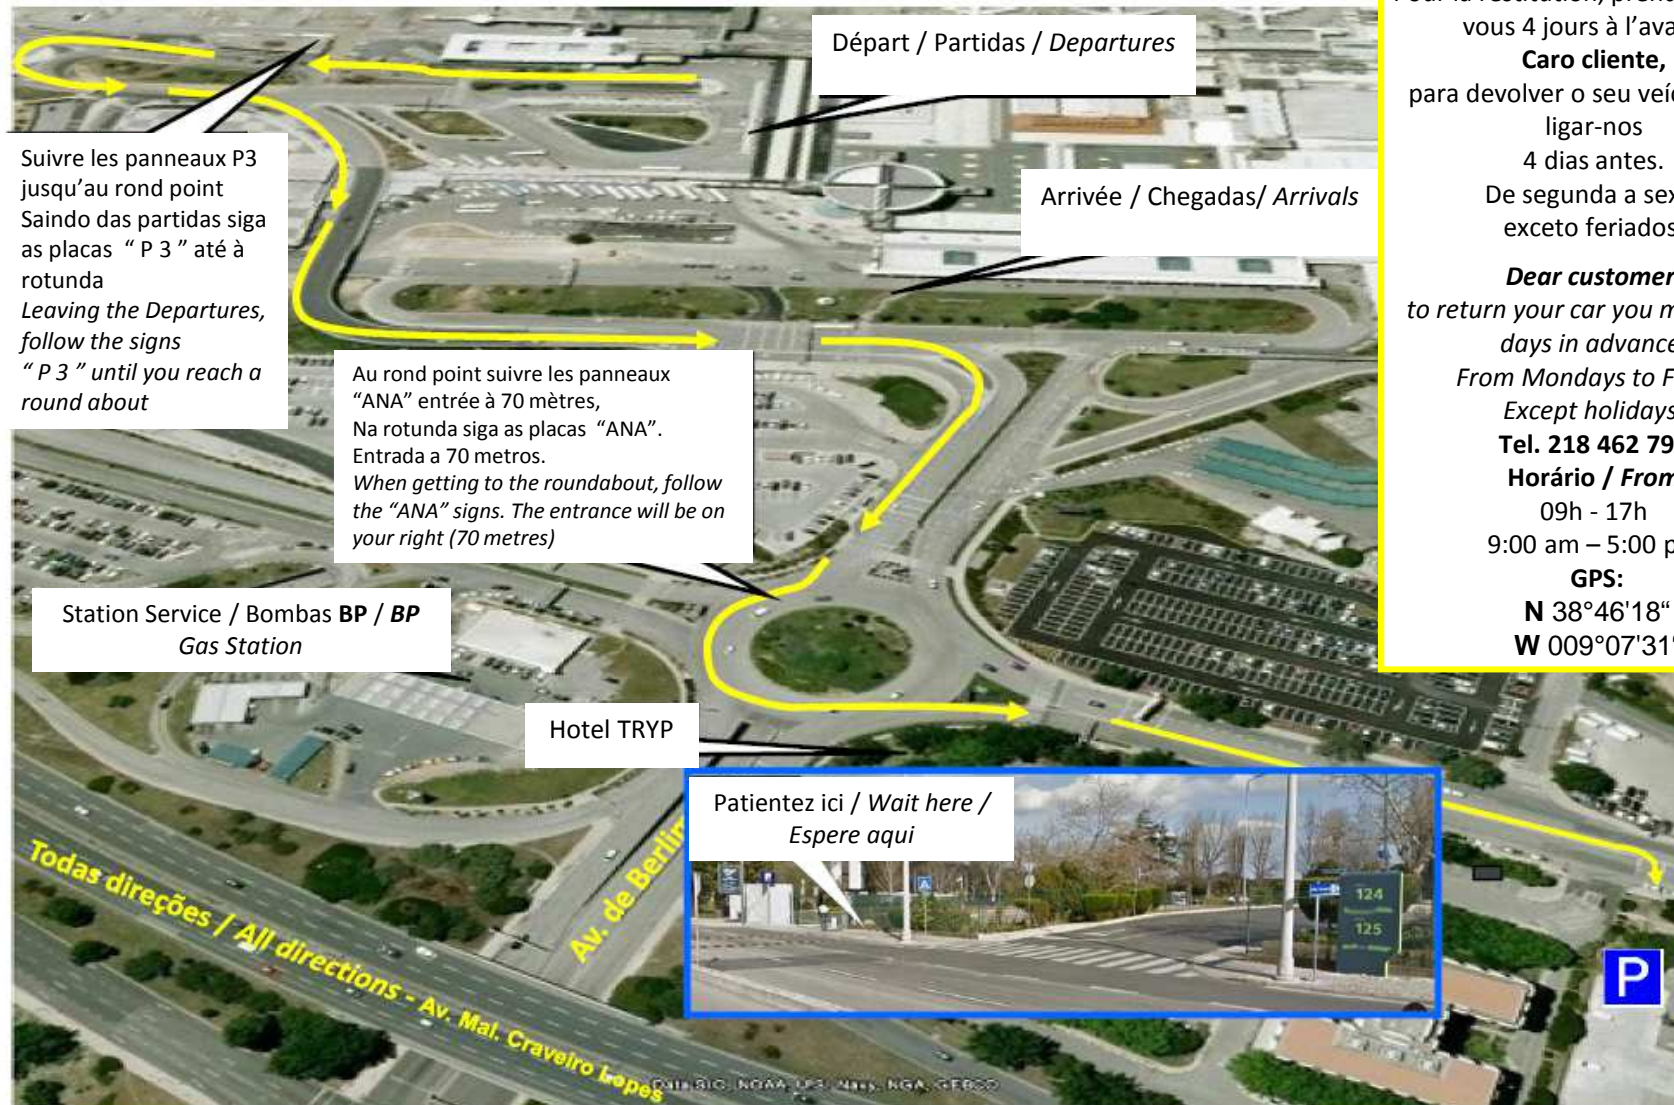 Départ / Partidas / Departures
Suivre les panneaux P3
jusqu’au rond point
Saindo das partidas siga
as placas “ P 3 ” até à
rotunda
Leaving the Departures,
follow the signs
“ P 3 ” until you reach a
round about
Arrivée / Chegadas/ Arrivals
Au rond point suivre les panneaux
“ANA” entrée à 70 mètres,
Na rotunda siga as placas “ANA”.
Entrada a 70 metros.
When getting to the roundabout, follow
the “ANA” signs. The entrance will be on
your right (70 metres)
Station Service / Bombas BP / BP
Gas Station
Hotel TRYP
Patientez ici / Wait here /
Espere aqui
124
125
P
Todas direções / All directions - Av. Mal. Craveiro Lopes
Av. de Berlin
Data SIO, NOAA, U.S. Navy, NGA, GEBCO
vous 4 jours à l’ava
Caro cliente,
para devolver o seu veíc
ligar-nos
4 dias antes.
De segunda a sex
exceto feriados
Dear customer
to return your car you m
days in advance
From Mondays to F
Except holidays
Tel. 218 462 79
Horário / From
09h - 17h
9:00 am – 5:00 p
GPS:
N 38°46'18“
W 009°07'31“